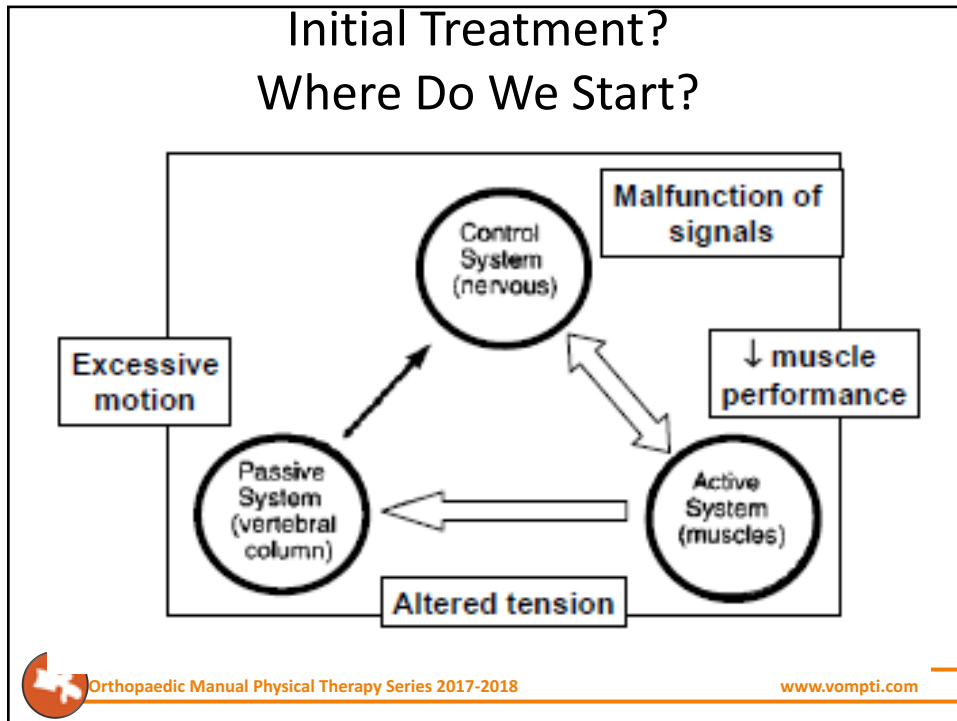 Initial Treatment?
Where Do We Start?
Malfunction of
signals
Control
System
(nervous)
Excessive
motion
↓ muscle
performance
Passive
System
(vertebral
column)
Active
System
(muscles)
Altered tension
Orthopaedic Manual Physical Therapy Series 2017-2018
www.vompti.com